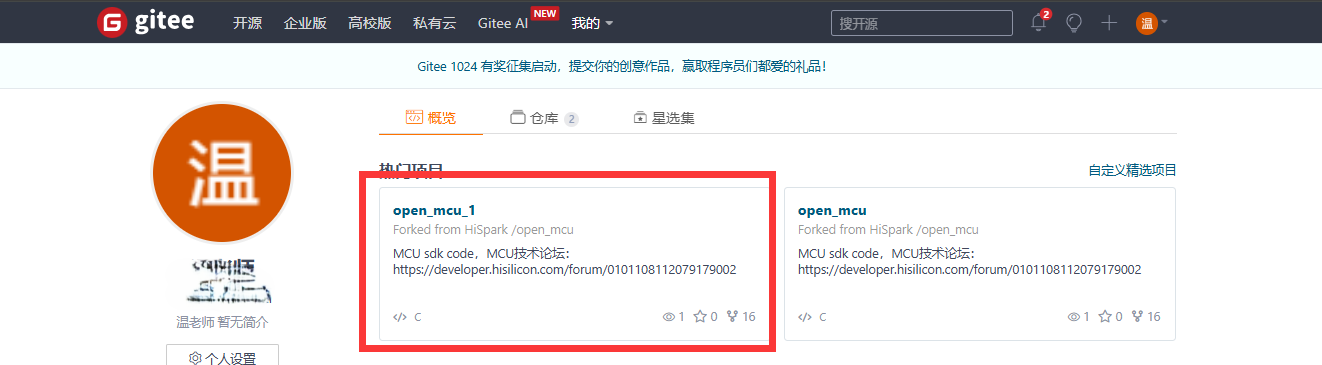 gitee 开源 企业版 高校版 私有云 Gitee AI NEW 我的 搜开源 2 温
Gitee 1024 有奖征集启动，提交你的创意作品，赢取程序员们都爱的礼品！
概览 仓库 2 星选集
温
热门项目 自定义精选项目
open_mcu_1
Forked from HiSpark /open_mcu
MCU sdk code，MCU技术论坛：
https://developer.hisilicon.com/forum/0101108112079179002
C 1 0 16
open_mcu
Forked from HiSpark /open_mcu
MCU sdk code，MCU技术论坛：
https://developer.hisilicon.com/forum/0101108112079179002
C 1 0 16
温老师 暂无简介
个人设置